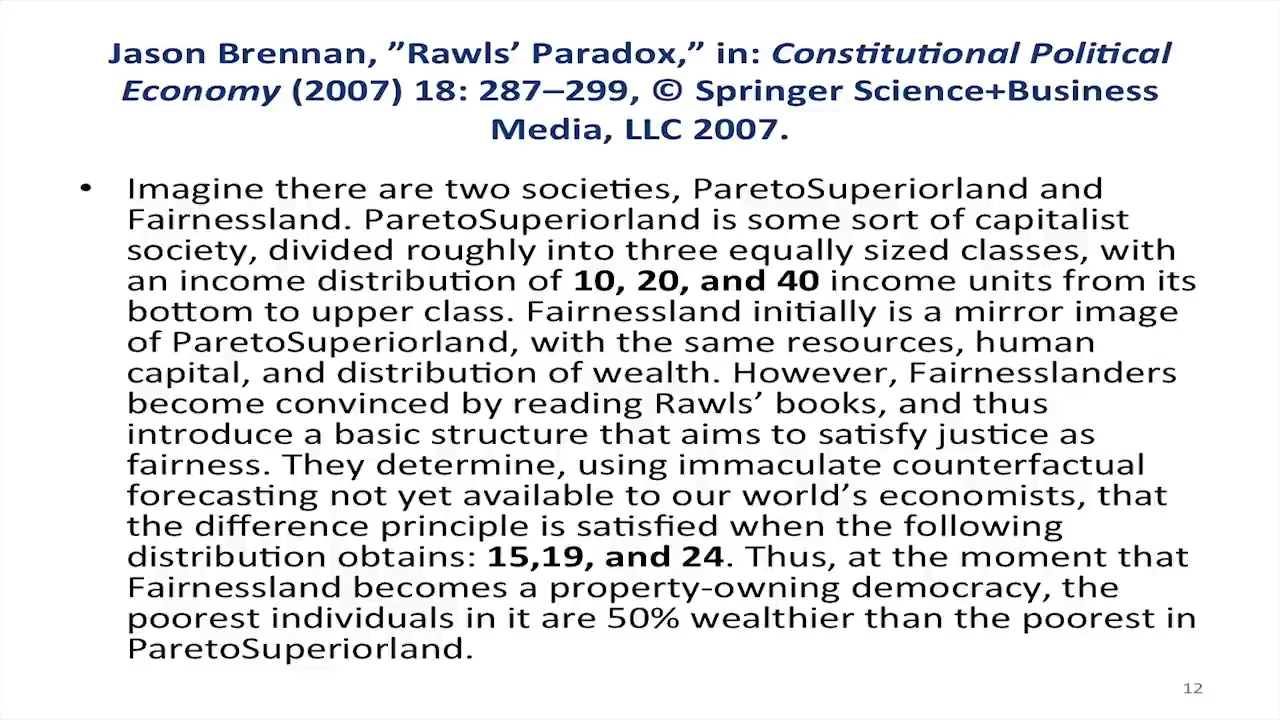 Jason Brennan, ”Rawls’ Paradox,” in: Constitutional Political
Economy (2007) 18: 287–299, © Springer Science+Business
Media, LLC 2007.
• Imagine there are two societies, ParetoSuperiorland and
Fairnessland. ParetoSuperiorland is some sort of capitalist
society, divided roughly into three equally sized classes, with
an income distribution of 10, 20, and 40 income units from its
bottom to upper class. Fairnessland initially is a mirror image
of ParetoSuperiorland, with the same resources, human
capital, and distribution of wealth. However, Fairnesslanders
become convinced by reading Rawls’ books, and thus
introduce a basic structure that aims to satisfy justice as
fairness. They determine, using immaculate counterfactual
forecasting not yet available to our world’s economists, that
the difference principle is satisfied when the following
distribution obtains: 15,19, and 24. Thus, at the moment that
Fairnessland becomes a property-owning democracy, the
poorest individuals in it are 50% wealthier than the poorest in
ParetoSuperiorland.
12